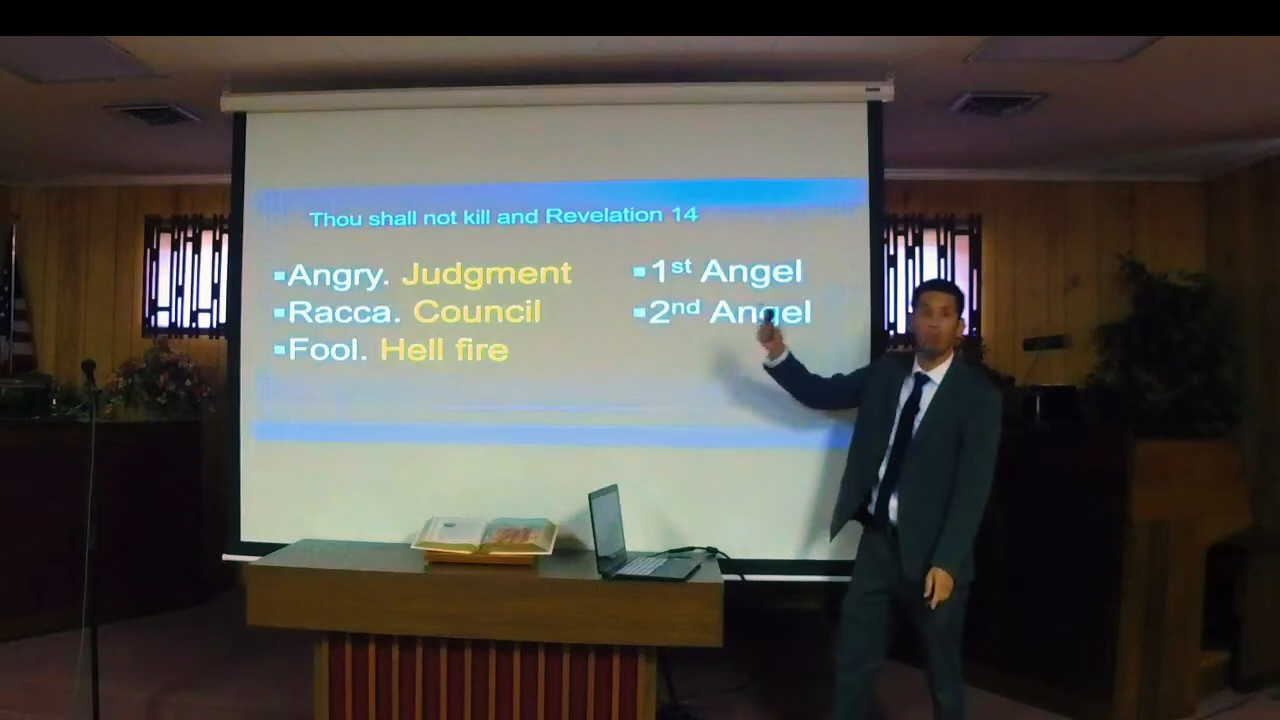 Thou shall not kill and Revelation 14
▪Angry. Judgment
▪Racca. Council
▪Fool. Hell fire
▪1st Angel
▪2nd Angel